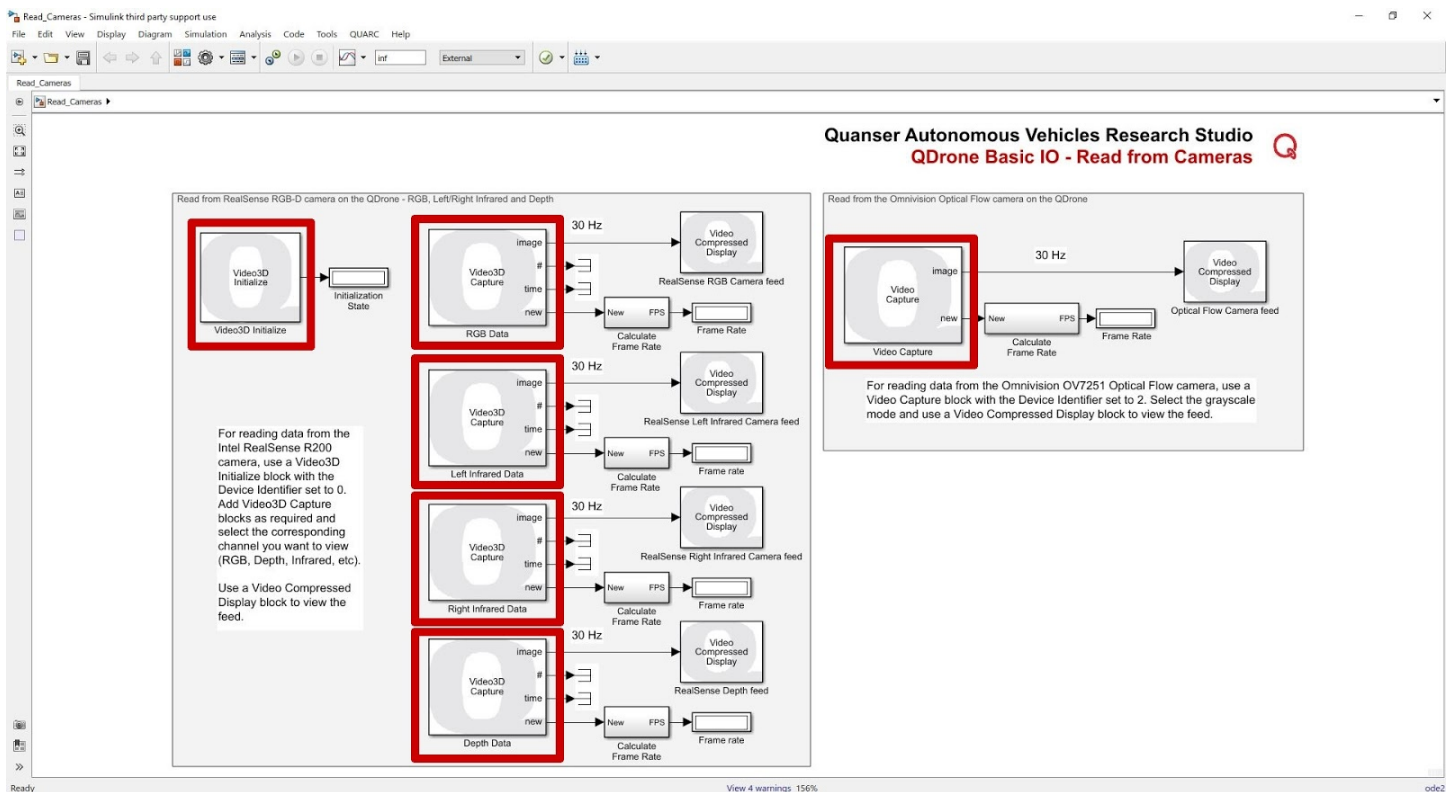 Read_Cameras - Simulink third party support use
File Edit View Display Diagram Simulation Analysis Code Tools QUARC Help
inf
External
Read_Cameras
Read_Cameras
Quanser Autonomous Vehicles Research Studio
QDrone Basic IO - Read from Cameras
Read from RealSense RGB-D camera on the QDrone - RGB, Left/Right Infrared and Depth
Video3D
Initialize
Video3D Initialize
Initialization
State
For reading data from the
Intel RealSense R200
camera, use a Video3D
Initialize block with the
Device Identifier set to 0.
Add Video3D Capture
blocks as required and
select the corresponding
channel you want to view
(RGB, Depth, Infrared, etc).
Use a Video Compressed
Display block to view the
feed.
Video3D
Capture
image
#
time
new
RGB Data
30 Hz
Video
Compressed
Display
RealSense RGB Camera feed
New FPS
Calculate
Frame Rate
Frame Rate
Video3D
Capture
image
#
time
new
Left Infrared Data
30 Hz
Video
Compressed
Display
RealSense Left Infrared Camera feed
New FPS
Calculate
Frame Rate
Frame rate
Video3D
Capture
image
#
time
new
Right Infrared Data
30 Hz
Video
Compressed
Display
RealSense Right Infrared Camera feed
New FPS
Calculate
Frame Rate
Frame rate
Video3D
Capture
image
#
time
new
Depth Data
30 Hz
Video
Compressed
Display
RealSense Depth feed
New FPS
Calculate
Frame Rate
Frame rate
Read from the Omnivision Optical Flow camera on the QDrone
Video
Capture
image
new
Video Capture
30 Hz
Video
Compressed
Display
Optical Flow Camera feed
New FPS
Calculate
Frame Rate
Frame Rate
For reading data from the Omnivision OV7251 Optical Flow camera, use a
Video Capture block with the Device Identifier set to 2. Select the grayscale
mode and use a Video Compressed Display block to view the feed.
Ready
View 4 warnings 156%
ode2